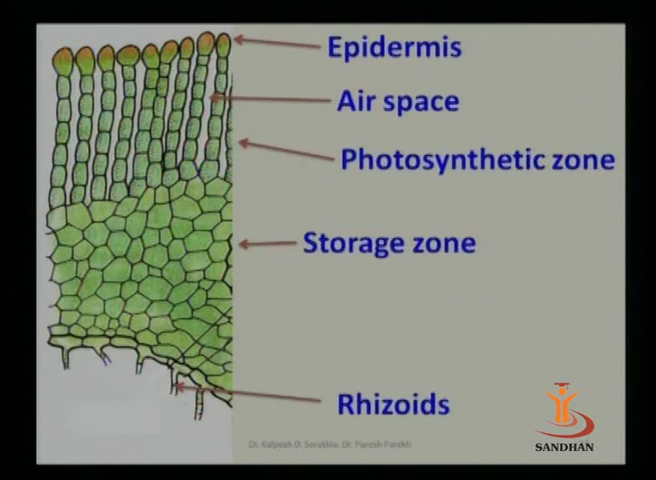 Epidermis
Air space
Photosynthetic zone
Storage zone
Rhizoids
Dr. Kalpesh D. Sorathia, Dr. Paresh Parekh
SANDHAN